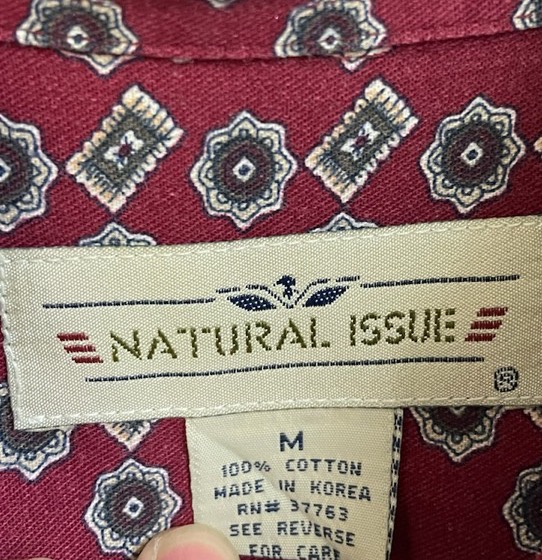 NATURAL ISSUE
®
M
100% COTTON
MADE IN KOREA
RN# 37763
SEE REVERSE
FOR CARE